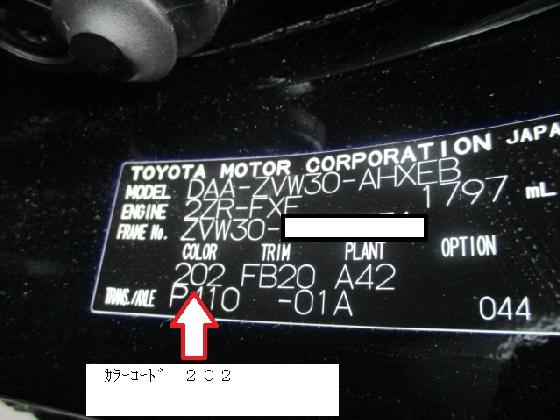 TOYOTA MOTOR CORPORATION JAPA
MODEL DAA-ZVW30-AHXEB
ENGINE 2ZR-FXE 1797 mL
FRAME No. ZVW30-
COLOR TRIM PLANT OPTION
202 FB20 A42
TRANS./AXLE P410 -01A 044
ｶﾗｰｺｰﾄﾞ ２０２